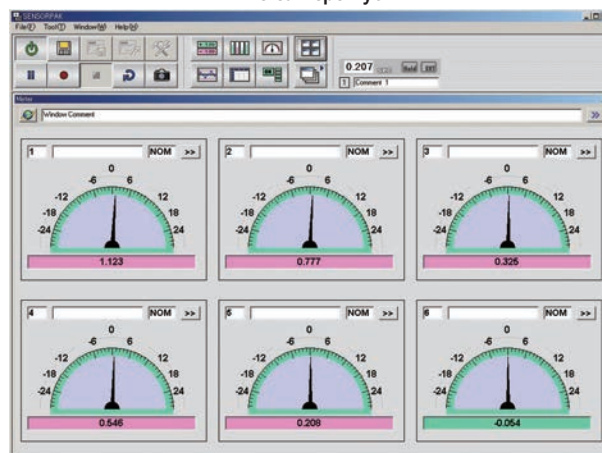 SENSORPAK
File(F) Tool(T) Window(W) Help(H)
0.207 Hold SET
1 Comment 1
Meter
Window Comment >>
1 NOM >>
-24 -18 -12 -6 0 6 12 18 24
1.123
2 NOM >>
-24 -18 -12 -6 0 6 12 18 24
0.777
3 NOM >>
-24 -18 -12 -6 0 6 12 18 24
0.325
4 NOM >>
-24 -18 -12 -6 0 6 12 18 24
0.546
5 NOM >>
-24 -18 -12 -6 0 6 12 18 24
0.208
6 NOM >>
-24 -18 -12 -6 0 6 12 18 24
-0.054